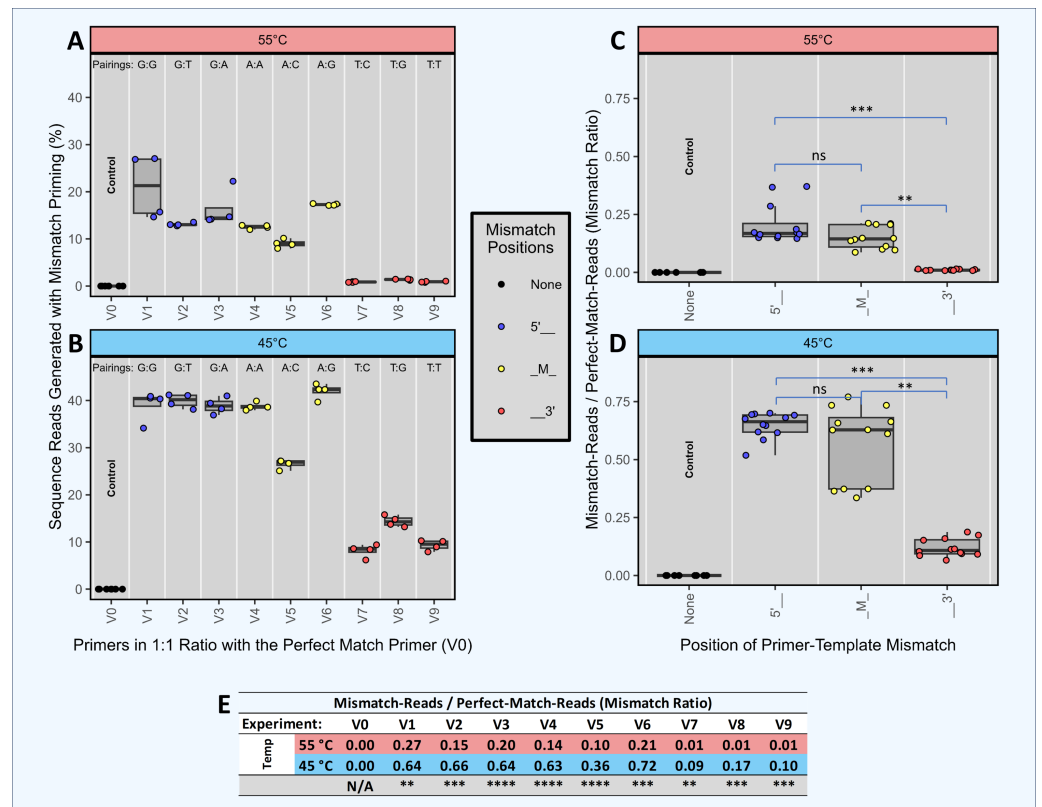 A
55°C
Pairings: G:G G:T G:A A:A A:C A:G T:C T:G T:T
Control
40
30
20
10
0
V0 V1 V2 V3 V4 V5 V6 V7 V8 V9
B
45°C
Pairings: G:G G:T G:A A:A A:C A:G T:C T:G T:T
Control
40
30
20
10
0
V0 V1 V2 V3 V4 V5 V6 V7 V8 V9
Sequence Reads Generated with Mismatch Priming (%)
Primers in 1:1 Ratio with the Perfect Match Primer (V0)
Mismatch
Positions
None
5'__
_M_
__3'
C
55°C
Control
***
ns
**
0.75
0.50
0.25
0.00
None 5'__ _M_ __3'
D
45°C
Control
***
ns **
0.75
0.50
0.25
0.00
None 5'__ _M_ __3'
Mismatch-Reads / Perfect-Match-Reads (Mismatch Ratio)
Position of Primer-Template Mismatch
E
Mismatch-Reads / Perfect-Match-Reads (Mismatch Ratio)
Experiment: V0 V1 V2 V3 V4 V5 V6 V7 V8 V9
Temp
55 °C 0.00 0.27 0.15 0.20 0.14 0.10 0.21 0.01 0.01 0.01
45 °C 0.00 0.64 0.66 0.64 0.63 0.36 0.72 0.09 0.17 0.10
N/A ** *** **** **** **** *** ** *** ***